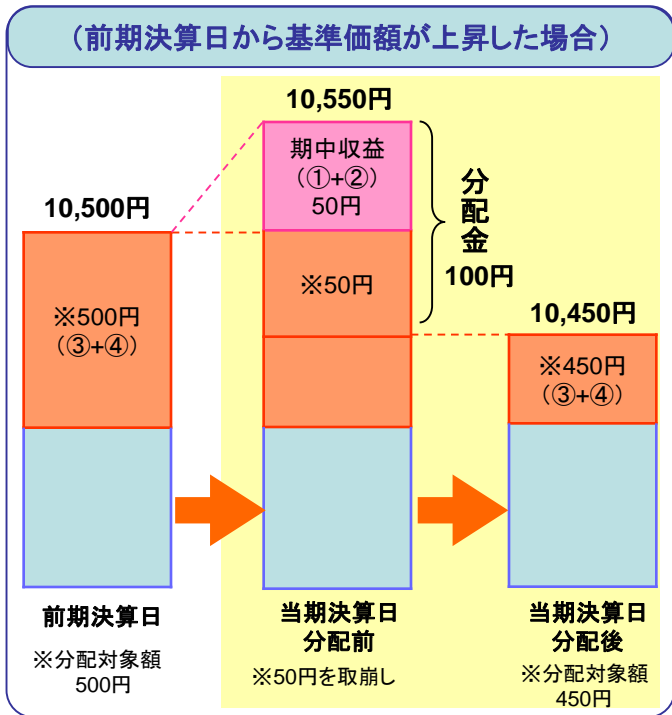 （前期決算日から基準価額が上昇した場合）
10,550円
期中収益
（①+②）
50円
分配金
100円
10,500円
※500円
（③+④）
※50円
10,450円
※450円
（③+④）
前期決算日
※分配対象額
500円
当期決算日
分配前
※50円を取崩し
当期決算日
分配後
※分配対象額
450円